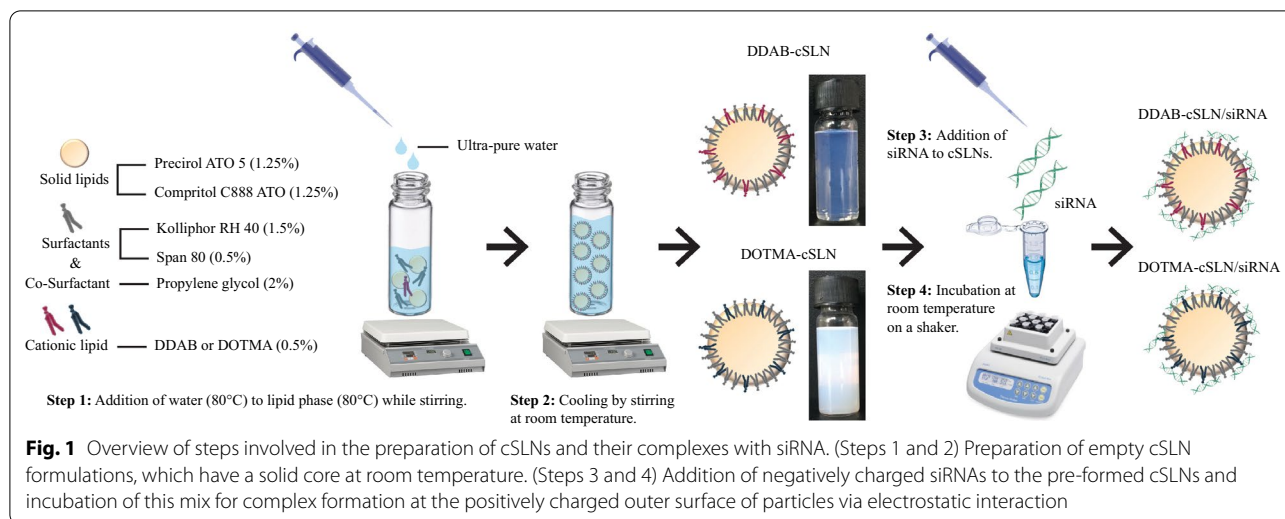 Solid lipids
Precirol ATO 5 (1.25%)
Compritol C888 ATO (1.25%)
Surfactants
&
Co-Surfactant
Kolliphor RH 40 (1.5%)
Span 80 (0.5%)
Propylene glycol (2%)
Cationic lipid
DDAB or DOTMA (0.5%)
Ultra-pure water
Step 1: Addition of water (80°C) to lipid phase (80°C) while stirring.
Step 2: Cooling by stirring
at room temperature.
DDAB-cSLN
DOTMA-cSLN
Step 3: Addition of
siRNA to cSLNs.
siRNA
Step 4: Incubation at
room temperature
on a shaker.
DDAB-cSLN/siRNA
DOTMA-cSLN/siRNA
Fig. 1 Overview of steps involved in the preparation of cSLNs and their complexes with siRNA. (Steps 1 and 2) Preparation of empty cSLN
formulations, which have a solid core at room temperature. (Steps 3 and 4) Addition of negatively charged siRNAs to the pre-formed cSLNs and
incubation of this mix for complex formation at the positively charged outer surface of particles via electrostatic interaction